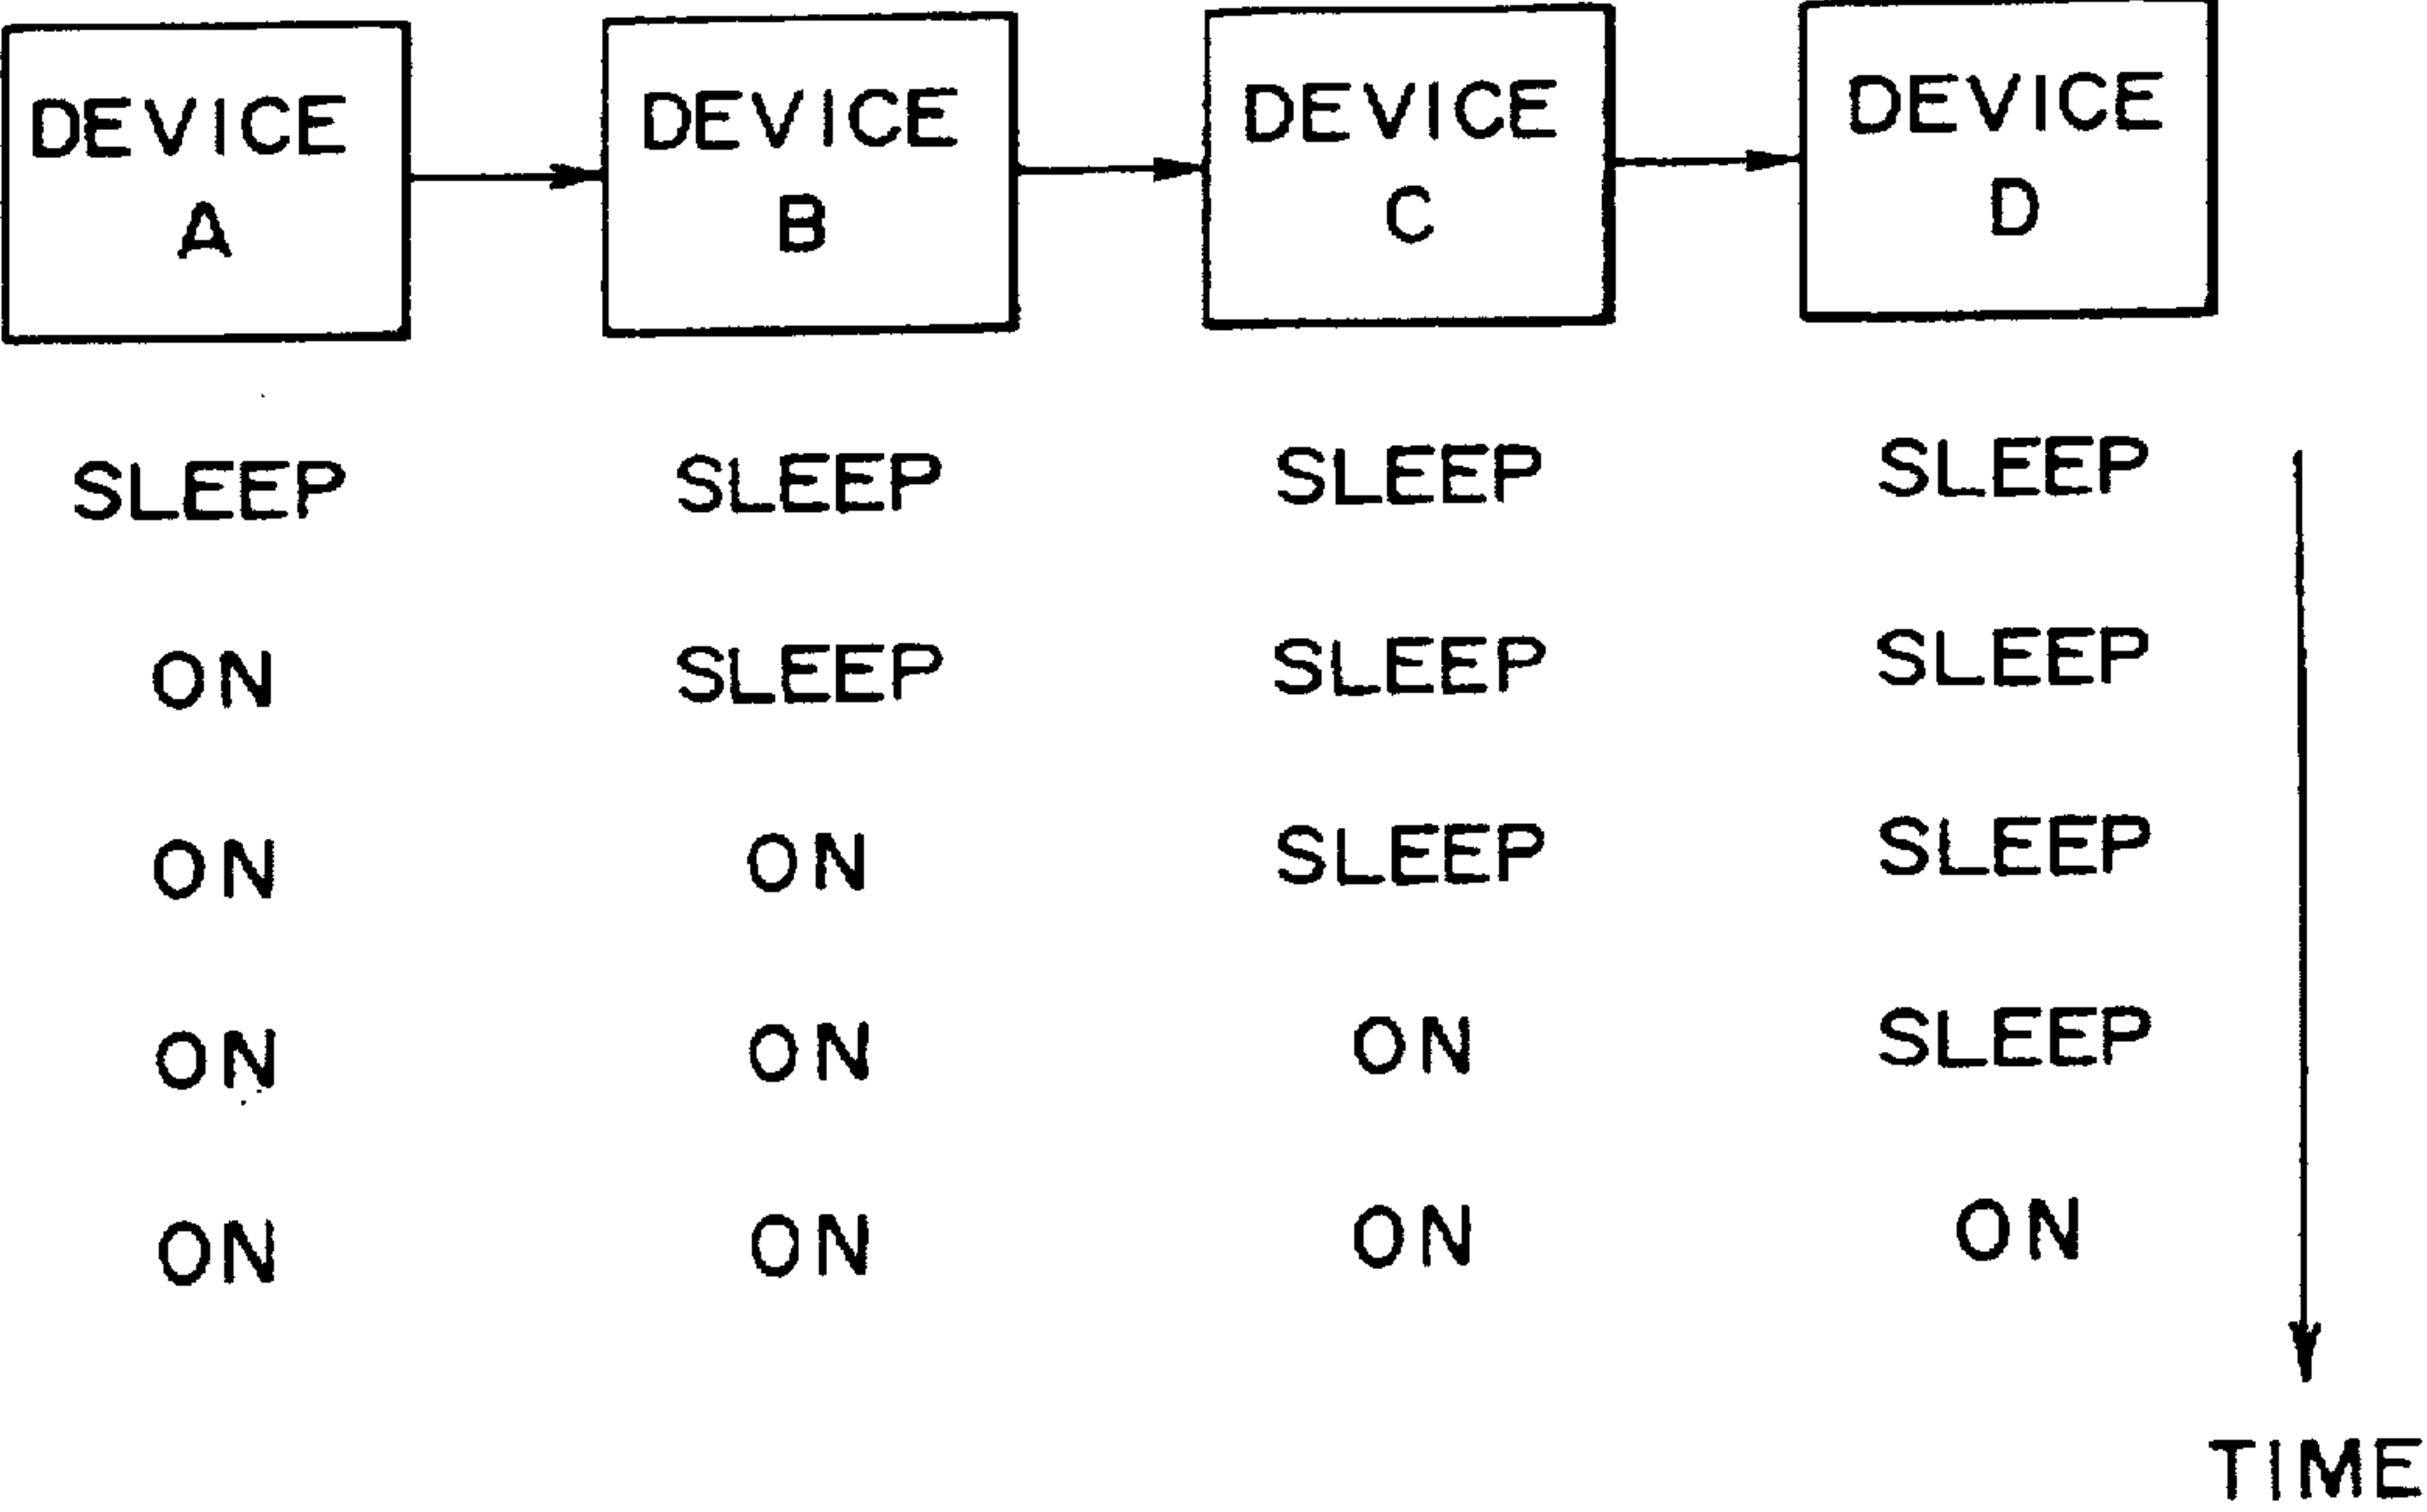 DEVICE DEVICE DEVICE DEVICE
A B C D
SLEEP SLEEP SLEEP SLEEP
ON SLEEP SLEEP SLEEP
ON ON SLEEP SLEEP
ON ON ON SLEEP
ON ON ON ON
TIME